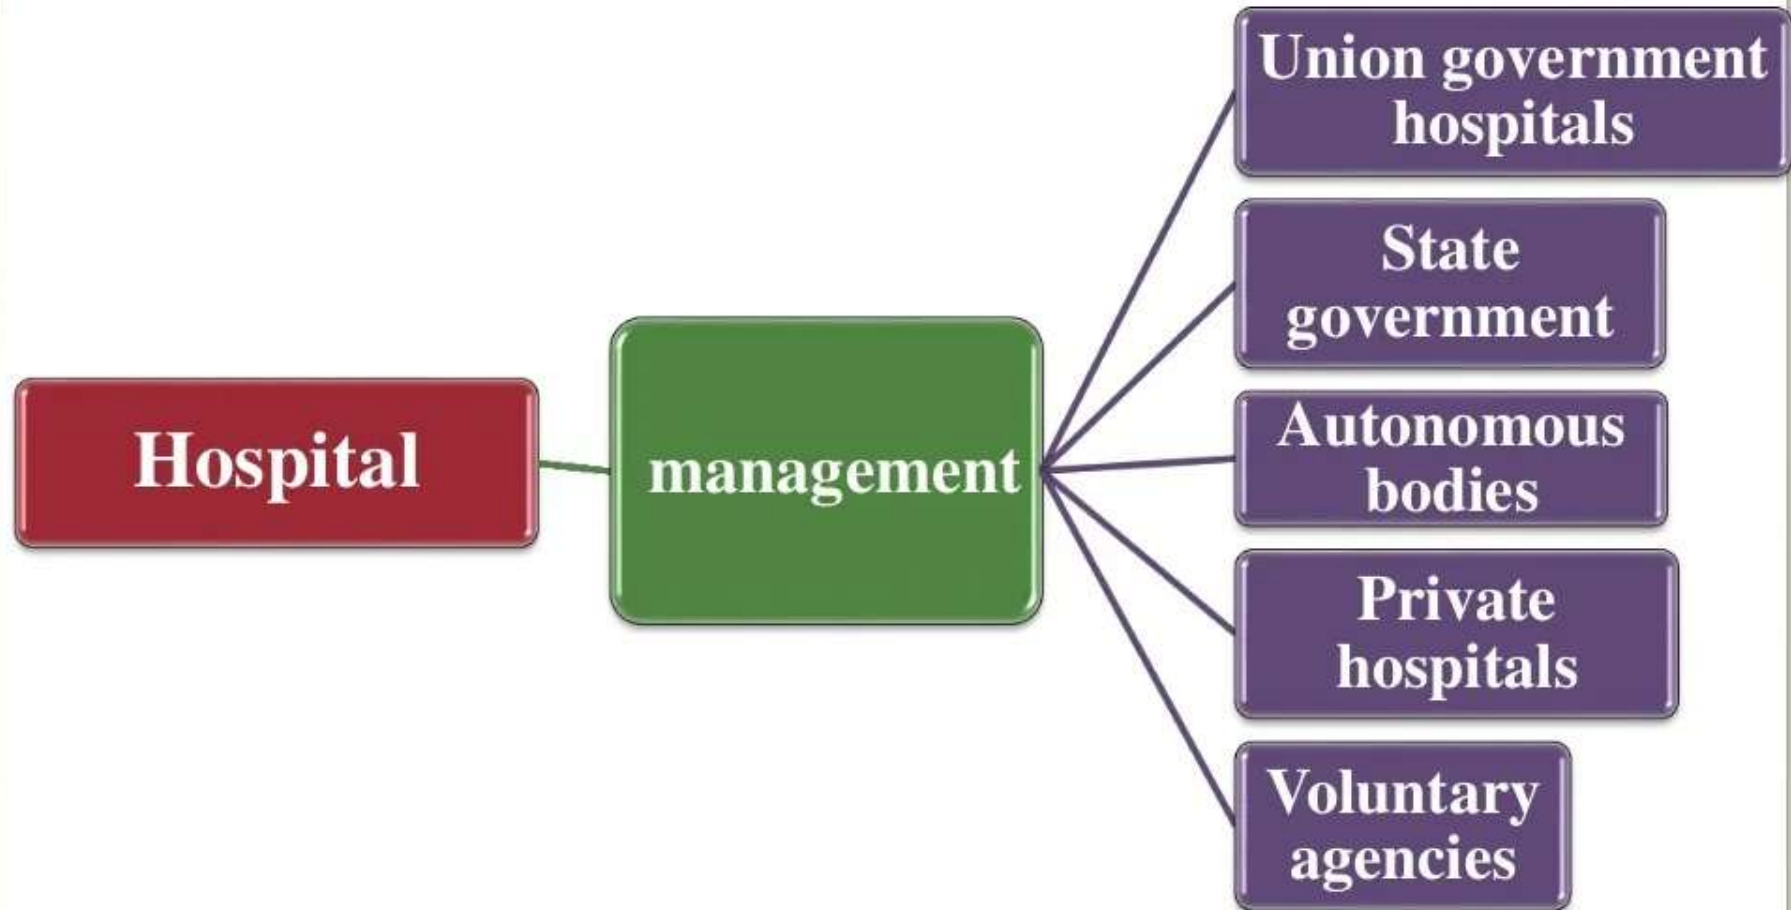 Hospital
management
Union government
hospitals
State
government
Autonomous
bodies
Private
hospitals
Voluntary
agencies